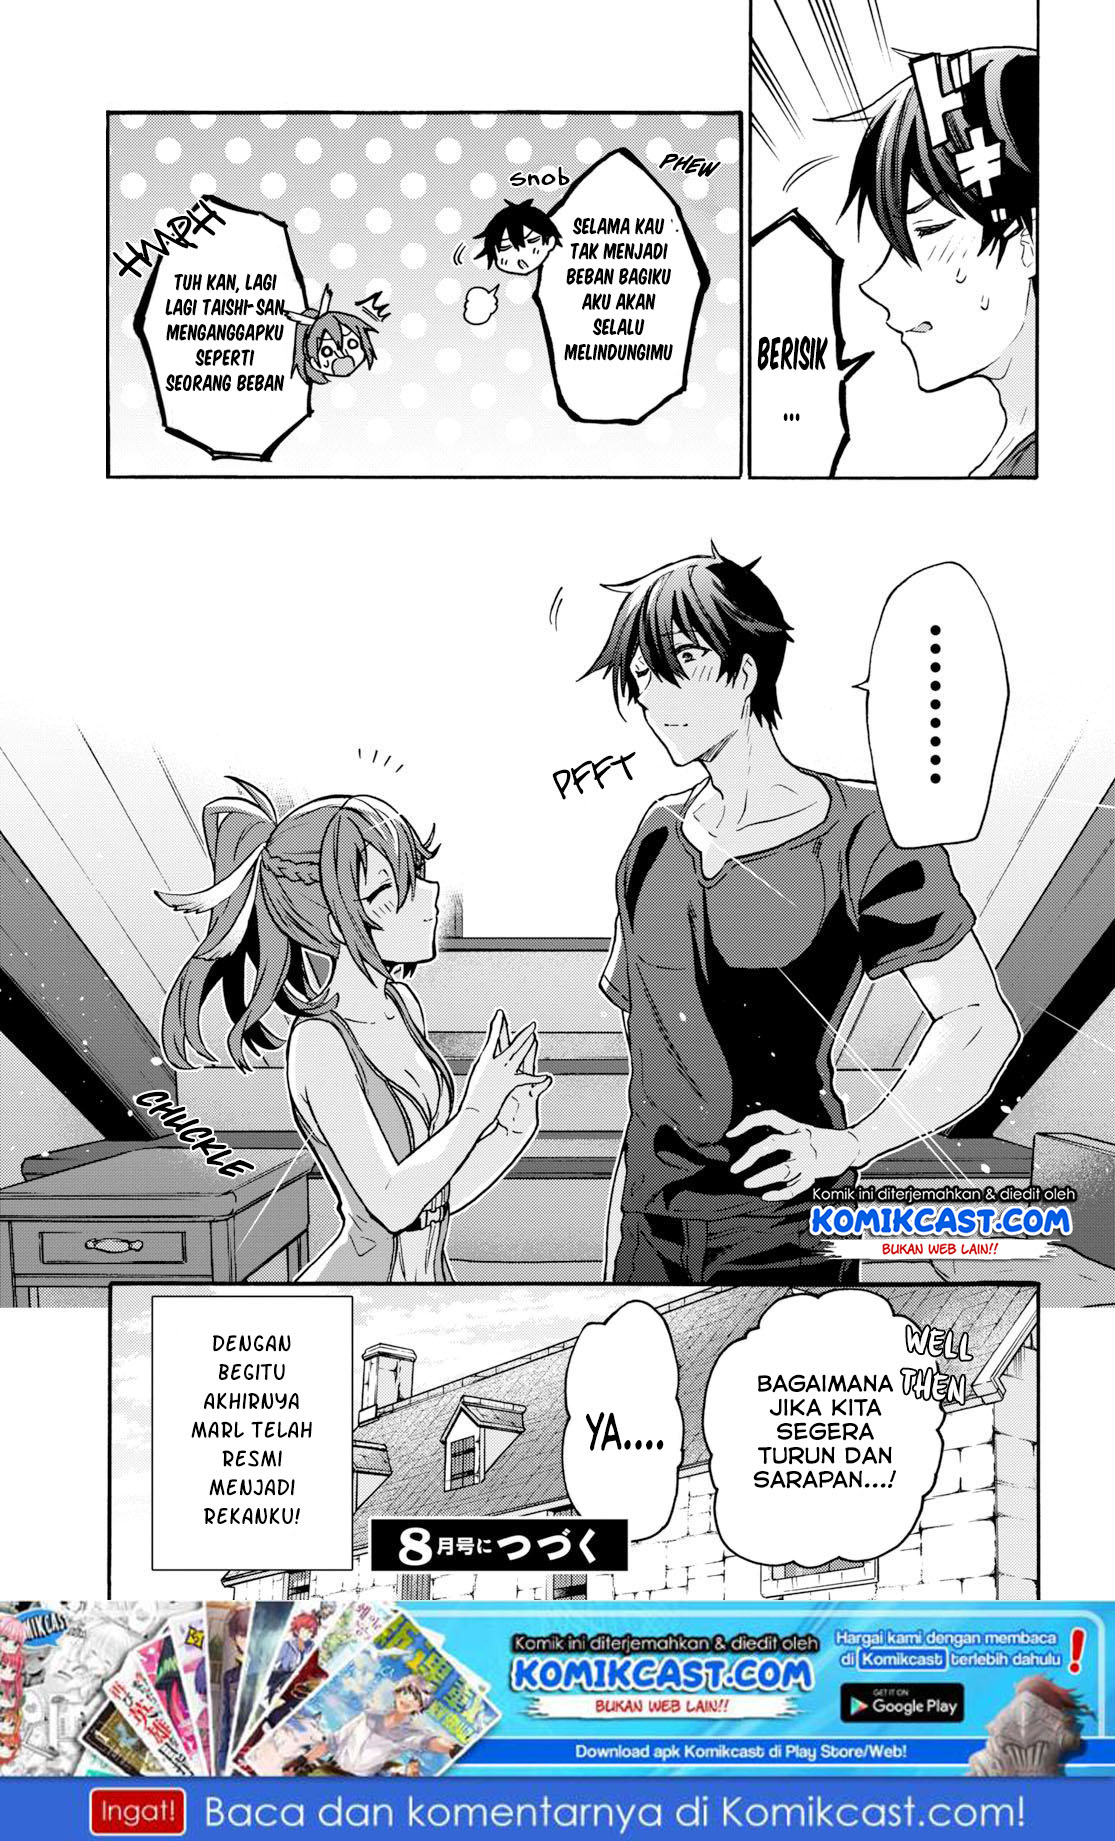 ドキッ
BERISIK
...
PHEW
SELAMA KAU
TAK MENJADI
BEBAN BAGIKU
AKU AKAN
SELALU
MELINDUNGIMU
Snob
HMMPH
TUH KAN, LAGI
LAGI TAISHI-SAN
MENGANGGAPKU
SEPERTI
SEORANG BEBAN
..........
PFFT
CHUCKLE
Komik ini diterjemahkan & diedit oleh
KOMIKCAST.COM
BUKAN WEB LAIN!!
WELL
THEN
BAGAIMANA
JIKA KITA
SEGERA
TURUN DAN
SARAPAN...!
YA....
DENGAN
BEGITU
AKHIRNYA
MARL TELAH
RESMI
MENJADI
REKANKU!
8月号につづく
Komik ini diterjemahkan & diedit oleh
KOMIKCAST.COM
BUKAN WEB LAIN!!
Hargai kami dengan membaca
di Komikcast terlebih dahulu !
GET IT ON
Google Play
Download apk Komikcast di Play Store/Web!
Ingat! Baca dan komentarnya di Komikcast.com!